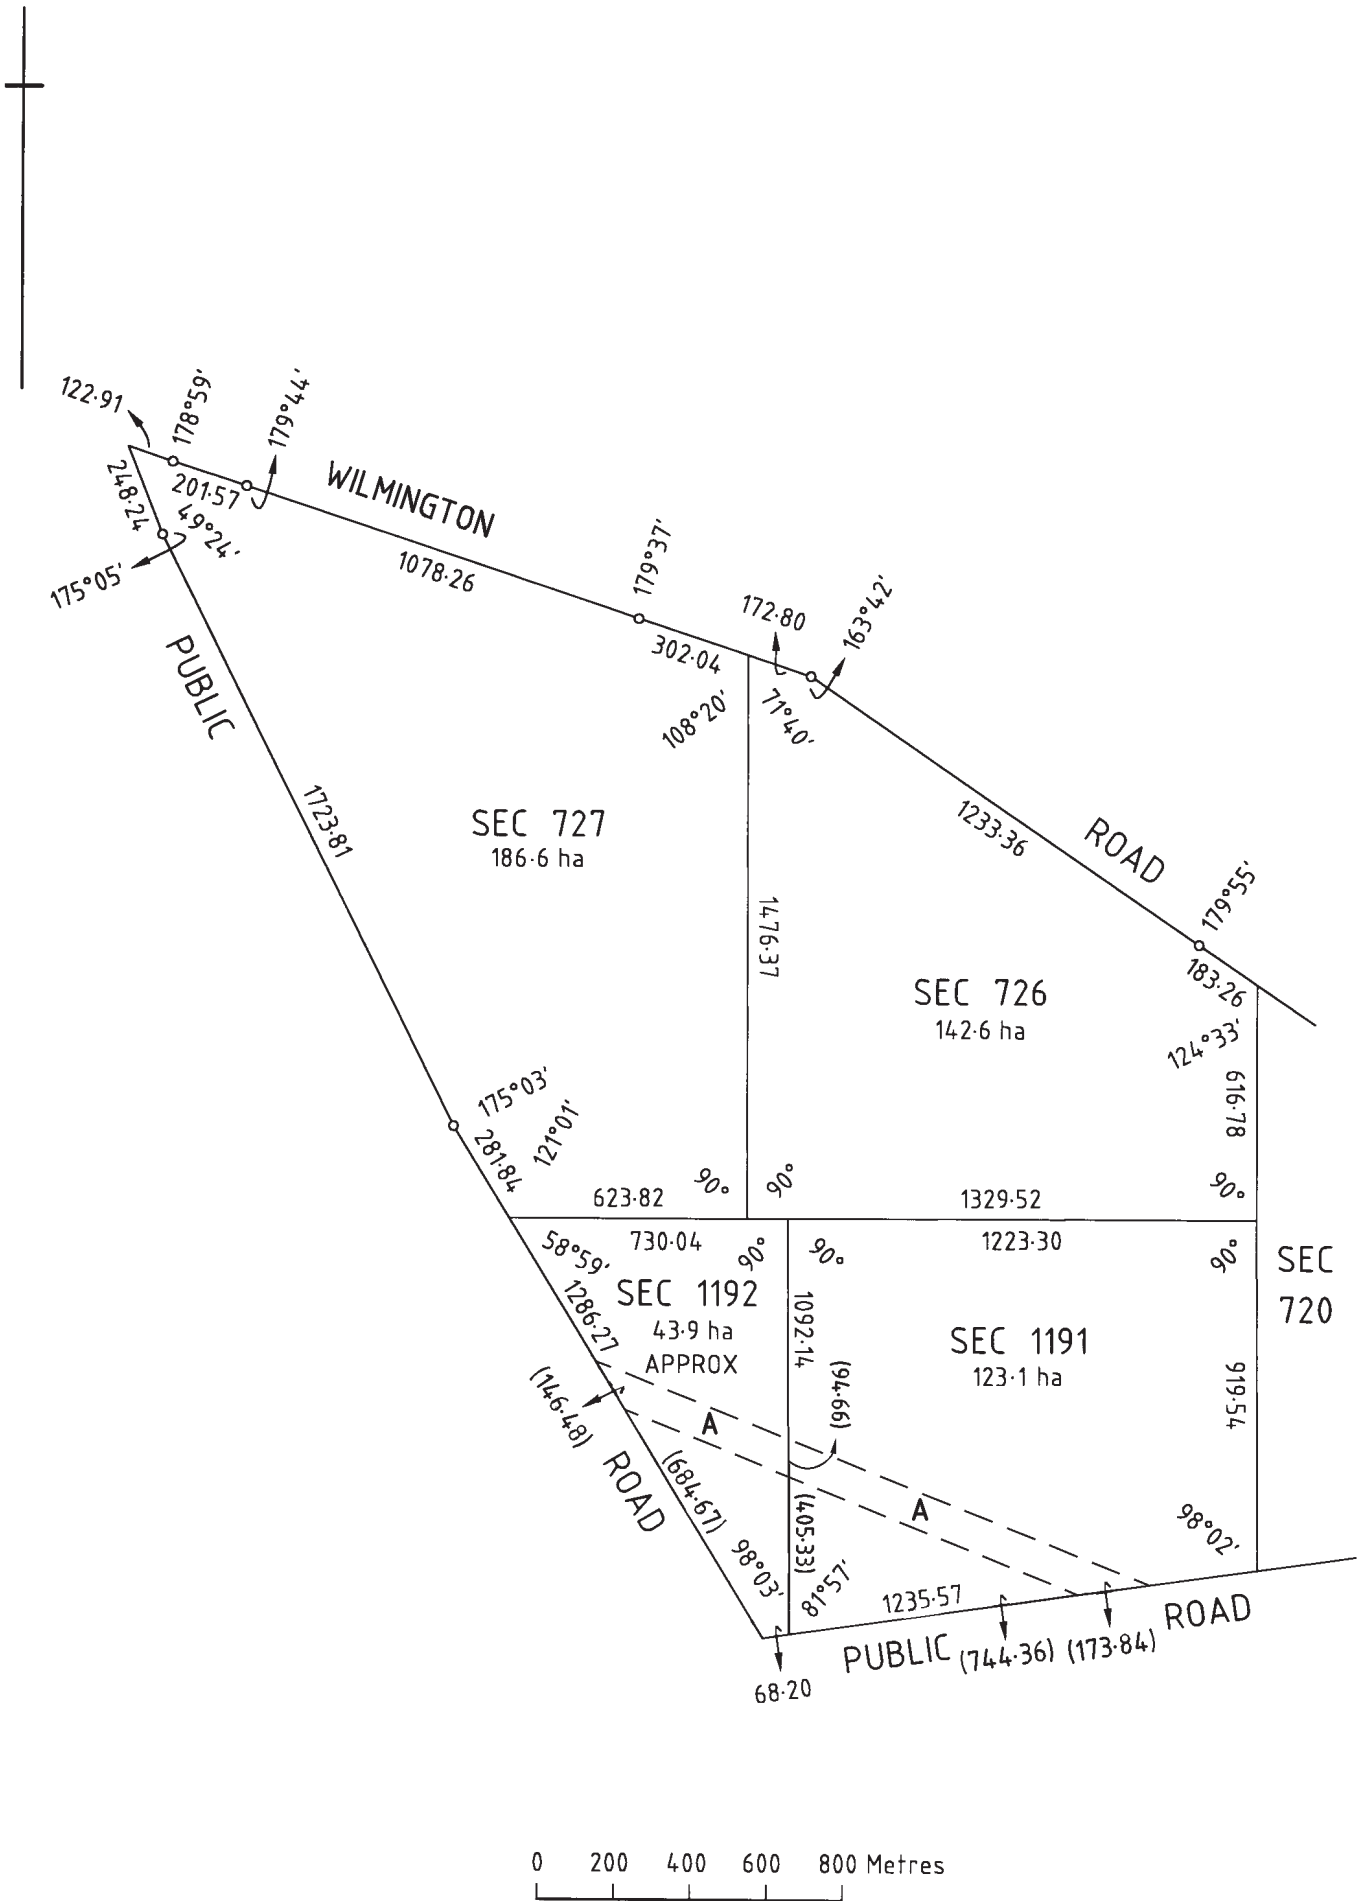 122·91
178°59'
179°44'
WILMINGTON
248·24
201·57
49°24'
175°05'
1078·26
179°37'
172·80
163°42'
302·04
108°20'
71°40'
PUBLIC
1723·81
SEC 727
186·6 ha
1233·36
ROAD
179°55'
1476·37
183·26
SEC 726
142·6 ha
124°33'
616·78
175°03'
121°01'
281·84
90°
90°
90°
623·82
1329·52
730·04
1223·30
58°59'
90°
90°
90°
SEC
720
SEC 1192
43·9 ha
APPROX
1286·27
1092·14
SEC 1191
123·1 ha
(94·66)
919·54
(146·48)
A
ROAD
(684·67)
A
(405·33)
98°02'
98°03'
81°57'
1235·57
PUBLIC
(744·36)
(173·84)
ROAD
68·20
0 200 400 600 800 Metres